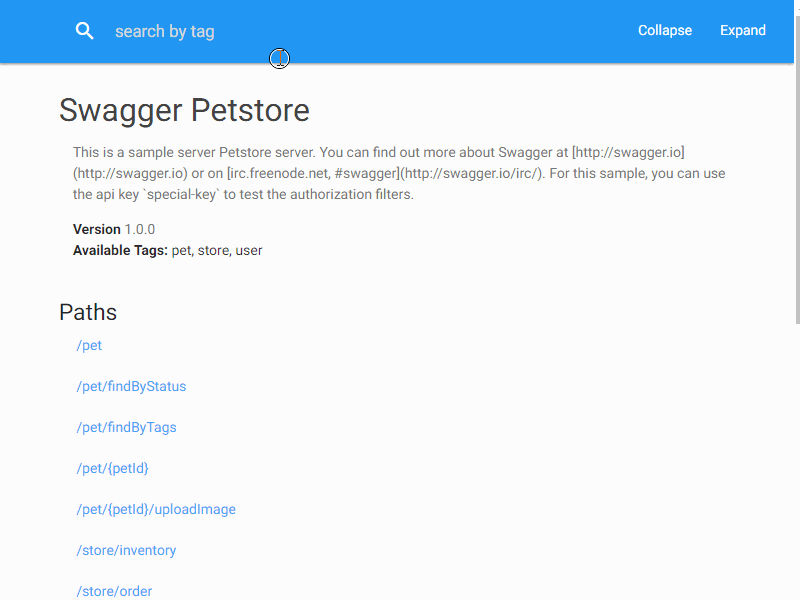 search by tag
Collapse
Expand
Swagger Petstore
This is a sample server Petstore server. You can find out more about Swagger at [http://swagger.io]
(http://swagger.io) or on [irc.freenode.net, #swagger](http://swagger.io/irc/). For this sample, you can use
the api key `special-key` to test the authorization filters.
Version 1.0.0
Available Tags: pet, store, user
Paths
/pet
/pet/findByStatus
/pet/findByTags
/pet/{petId}
/pet/{petId}/uploadImage
/store/inventory
/store/order